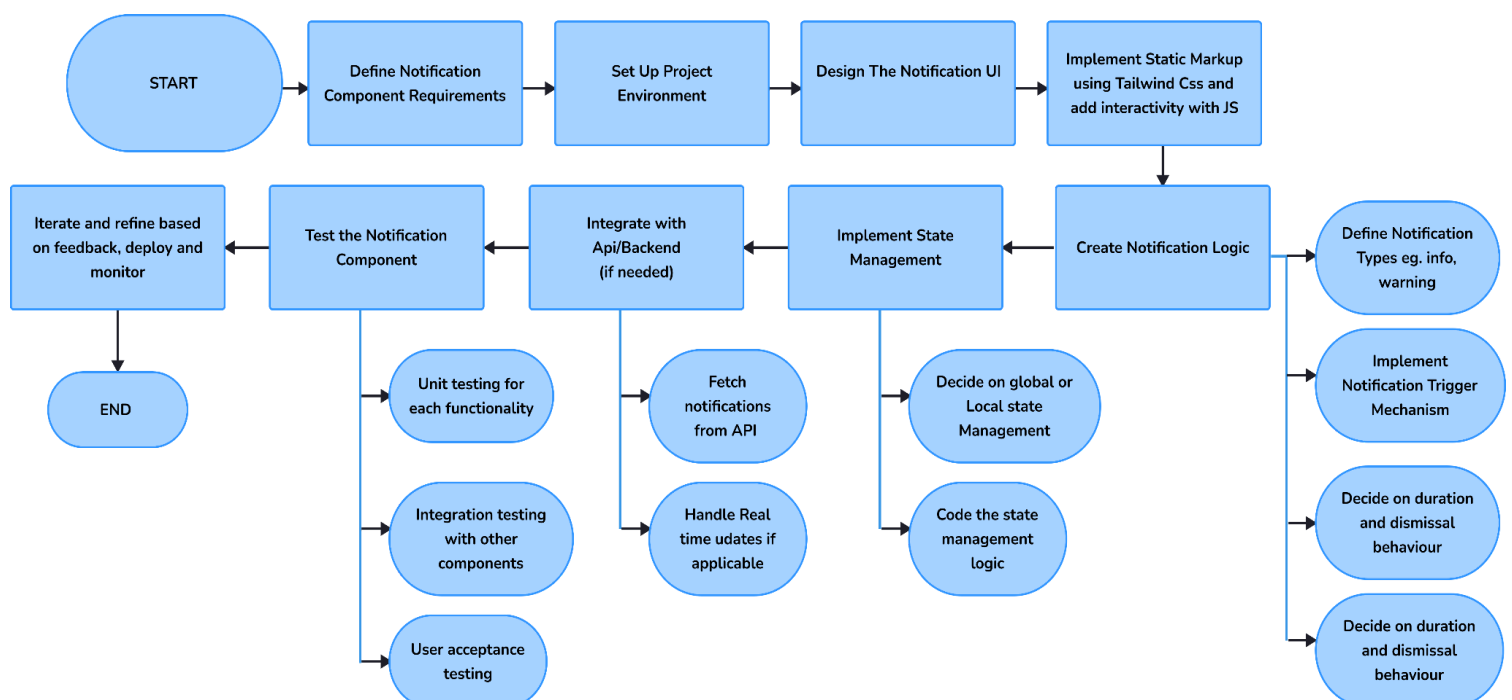 START
Define Notification
Component Requirements
Set Up Project
Environment
Design The Notification UI
Implement Static Markup
using Tailwind Css and
add interactivity with JS
Create Notification Logic
Define Notification
Types eg. info,
warning
Implement
Notification Trigger
Mechanism
Decide on duration
and dismissal
behaviour
Decide on duration
and dismissal
behaviour
Implement State
Management
Decide on global or
Local state
Management
Code the state
management
logic
Integrate with
Api/Backend
(if needed)
Fetch
notifications
from API
Handle Real
time udates if
applicable
Test the Notification
Component
Unit testing for
each functionality
Integration testing
with other
components
User acceptance
testing
Iterate and refine based
on feedback, deploy and
monitor
END